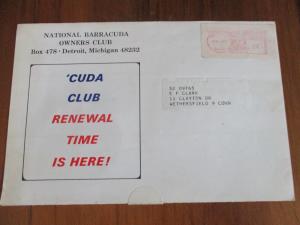 NATIONAL BARRACUDA
OWNERS CLUB
Box 478 · Detroit, Michigan 48232
'CUDA
CLUB
RENEWAL
TIME
IS HERE!
S P CLARK
11 CLAYTON DR
WETHERSFIELD 9 CONN